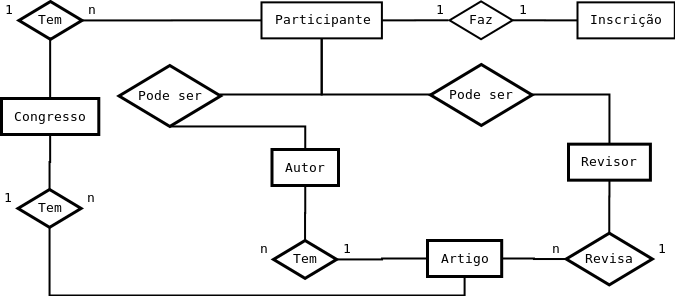 1 Tem n Participante 1 Faz 1 Inscrição
Pode ser Pode ser
Congresso
Autor Revisor
1 Tem n
n Tem 1 Artigo n Revisa 1